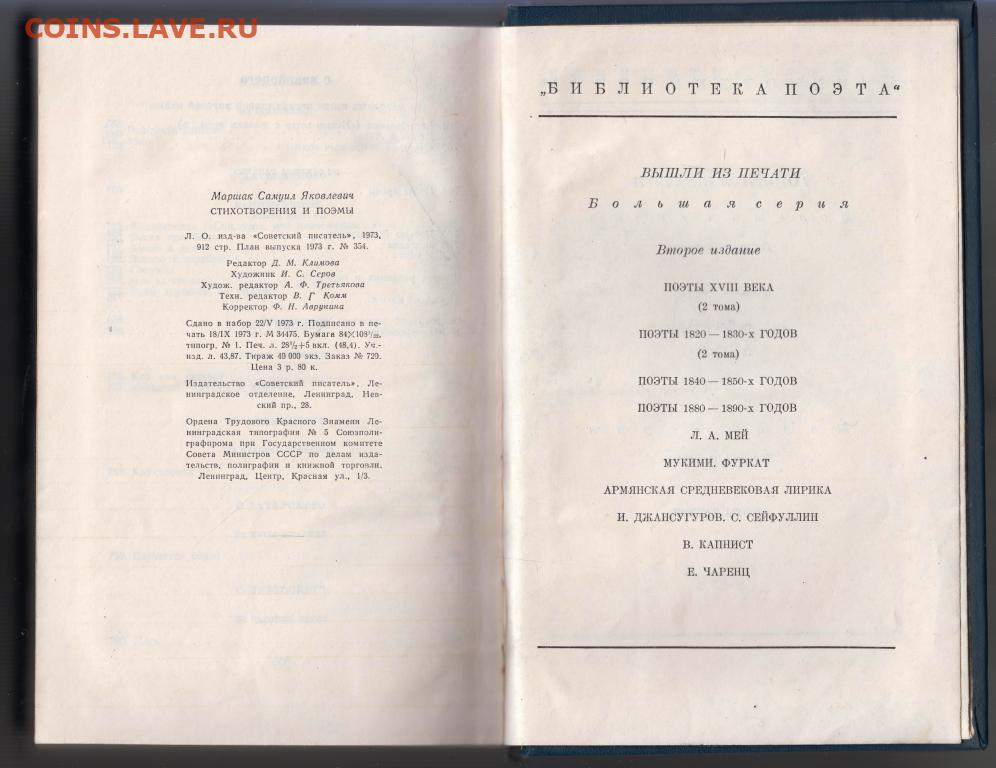 COINS.LAVE.RU
Маршак Самуил Яковлевич
СТИХОТВОРЕНИЯ И ПОЭМЫ
Л. О. изд-ва «Советский писатель», 1973,
912 стр. План выпуска 1973 г. № 354.
Редактор Д. М. Климова
Художник И. С. Серов
Худож. редактор А. Ф. Третьякова
Техн. редактор В. Г Комм
Корректор Ф. Н. Аврунина
Сдано в набор 22/V 1973 г. Подписано в пе-
чать 18/IX 1973 г. М 34475. Бумага 84×108¹/₃₂,
типогр. № 1. Печ. л. 28¹/₂+5 вкл. (48,4). Уч.-
изд. л. 43,87. Тираж 40 000 экз. Заказ № 729.
Цена 3 р. 80 к.
Издательство «Советский писатель», Ле-
нинградское отделение, Ленинград, Нев-
ский пр., 28.
Ордена Трудового Красного Знамени Ле-
нинградская типография № 5 Союзполи-
графпрома при Государственном комитете
Совета Министров СССР по делам изда-
тельств, полиграфии и книжной торговли.
Ленинград, Центр, Красная ул., 1/3.
„БИБЛИОТЕКА ПОЭТА“
ВЫШЛИ ИЗ ПЕЧАТИ
Большая серия
Второе издание
ПОЭТЫ XVIII ВЕКА
(2 тома)
ПОЭТЫ 1820—1830-х ГОДОВ
(2 тома)
ПОЭТЫ 1840—1850-х ГОДОВ
ПОЭТЫ 1880—1890-х ГОДОВ
Л. А. МЕЙ
МУКИМИ. ФУРКАТ
АРМЯНСКАЯ СРЕДНЕВЕКОВАЯ ЛИРИКА
И. ДЖАНСУГУРОВ. С. СЕЙФУЛЛИН
В. КАПНИСТ
Е. ЧАРЕНЦ